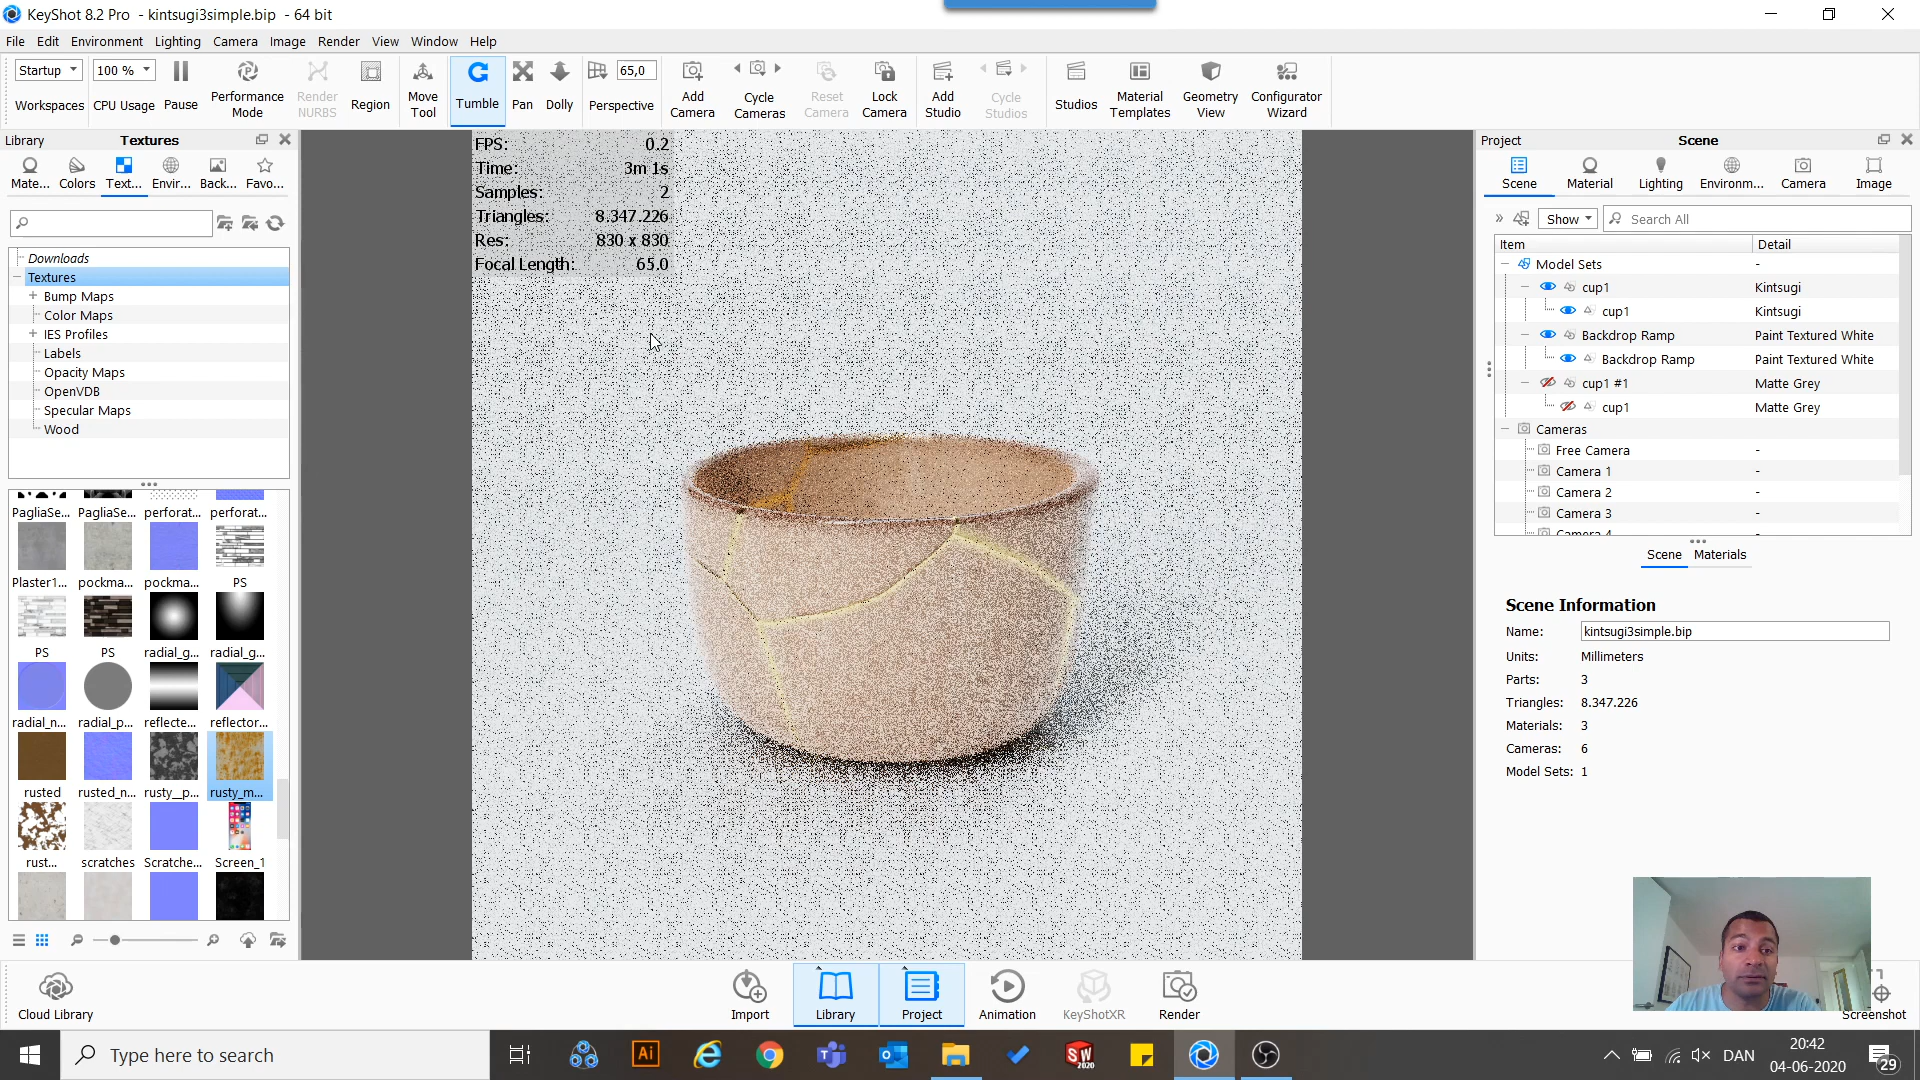 KeyShot 8.2 Pro - kintsugi3simple.bip - 64 bit
File Edit Environment Lighting Camera Image Render View Window Help
Startup 100 % 65,0
Workspaces CPU Usage Pause Performance Mode Render NURBS Region Move Tool Tumble Pan Dolly Perspective Add Camera Cycle Cameras Reset Camera Lock Camera Add Studio Cycle Studios Studios Material Templates Geometry View Configurator Wizard
Library Textures
Mate... Colors Text... Envir... Back... Favo...
Downloads
Textures
Bump Maps
Color Maps
IES Profiles
Labels
Opacity Maps
OpenVDB
Specular Maps
Wood
PagliaSe... PagliaSe... perforat... perforat...
Plaster1... pockma... pockma... PS
PS PS radial_g... radial_g...
radial_n... radial_p... reflecte... reflector...
rusted rusted_n... rusty__p... rusty_m...
rust... scratches Scratche... Screen_1
Cloud Library
FPS: 0.2
Time: 3m 1s
Samples: 2
Triangles: 8.347.226
Res: 830 x 830
Focal Length: 65.0
Project Scene
Scene Material Lighting Environm... Camera Image
Show Search All
Item Detail
Model Sets -
cup1 Kintsugi
cup1 Kintsugi
Backdrop Ramp Paint Textured White
Backdrop Ramp Paint Textured White
cup1 #1 Matte Grey
cup1 Matte Grey
Cameras
Free Camera -
Camera 1 -
Camera 2 -
Camera 3 -
Camera 4 -
Scene Materials
Scene Information
Name: kintsugi3simple.bip
Units: Millimeters
Parts: 3
Triangles: 8.347.226
Materials: 3
Cameras: 6
Model Sets: 1
Import Library Project Animation KeyShotXR Render Screenshot
Type here to search
Ai
SW
2020
DAN
20:42
04-06-2020
29